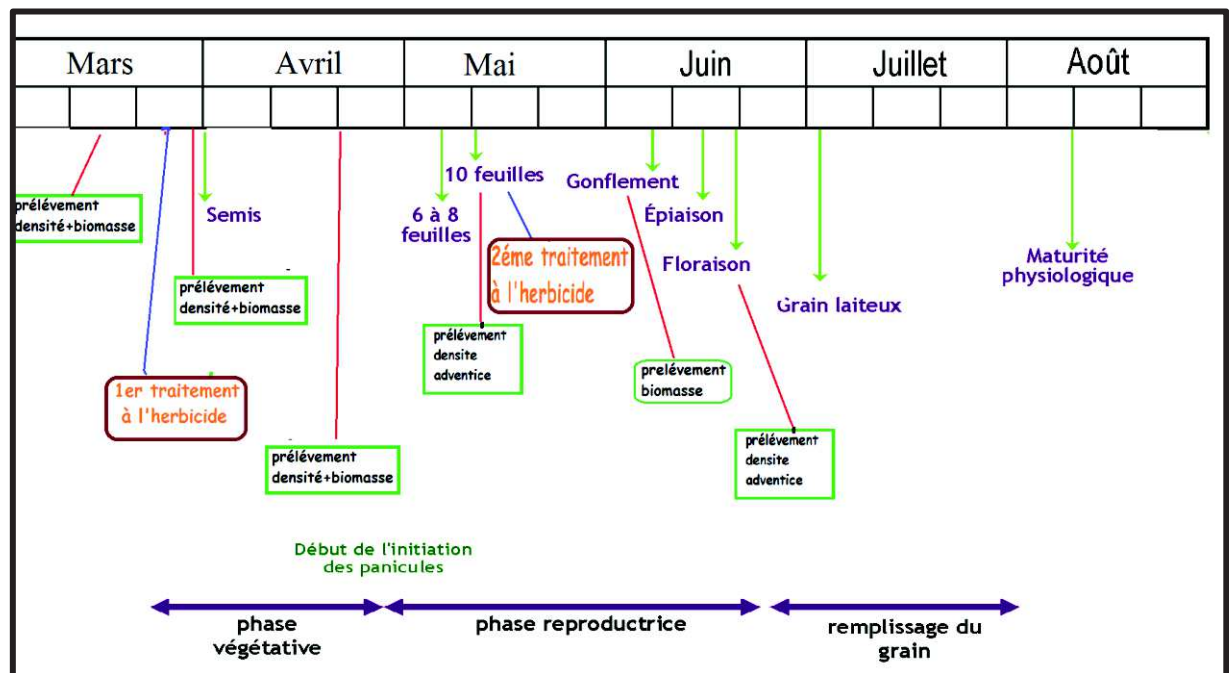 Mars
Avril
Mai
Juin
Juillet
Août
prélévement
densité+biomasse
Semis
6 à 8
feuilles
10 feuilles
Gonflement
Épiaison
Floraison
Grain laiteux
Maturité
physiologique
2éme traitement
à l'herbicide
prélévement
densité+biomasse
1er traitement
à l'herbicide
prélévement
densite
adventice
prelévement
biomasse
prélévement
densité+biomasse
prélévement
densite
adventice
Début de l'initiation
des panicules
phase
végétative
phase reproductrice
remplissage du
grain